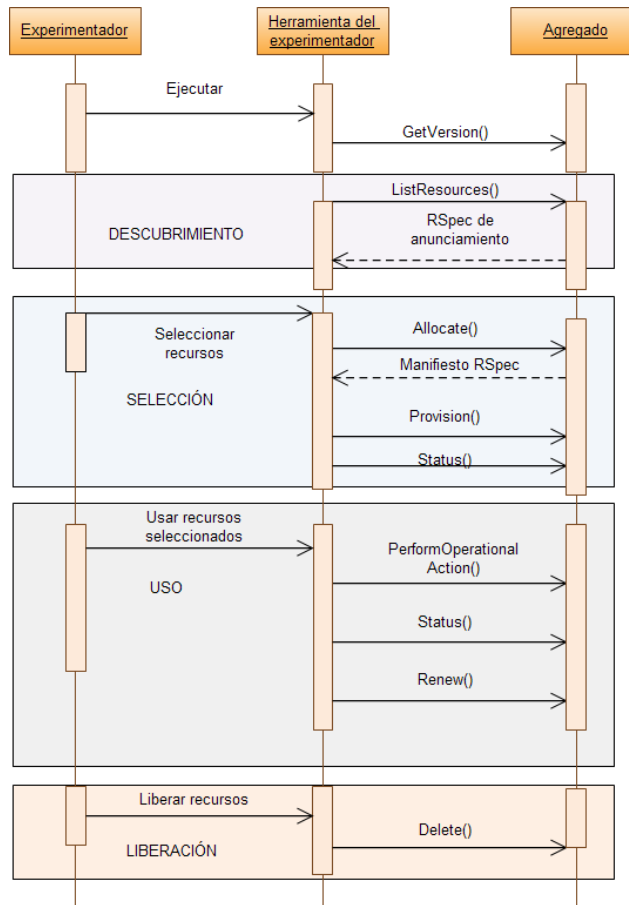 Experimentador
Herramienta del
experimentador
Agregado
Ejecutar
GetVersion()
ListResources()
DESCUBRIMIENTO
RSpec de
anunciamiento
Seleccionar
recursos
Allocate()
Manifiesto RSpec
SELECCIÓN
Provision()
Status()
Usar recursos
seleccionados
PerformOperational
Action()
USO
Status()
Renew()
Liberar recursos
Delete()
LIBERACIÓN